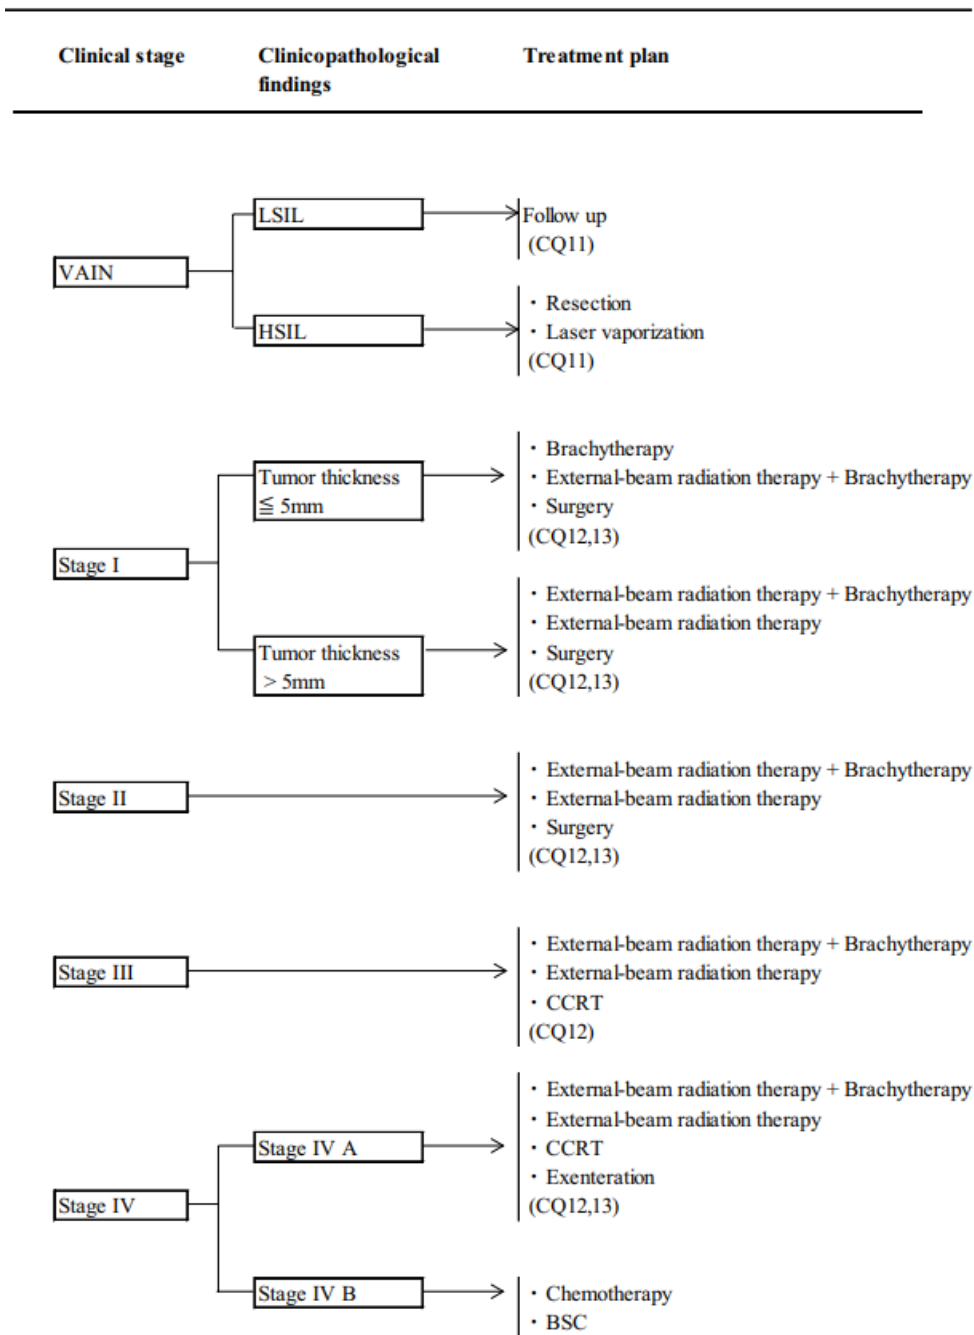 Clinical stage
Clinicopathological
findings
Treatment plan
VAIN
LSIL
Follow up
(CQ11)
HSIL
・Resection
・Laser vaporization
(CQ11)
Stage I
Tumor thickness
≦ 5mm
・Brachytherapy
・External-beam radiation therapy + Brachytherapy
・Surgery
(CQ12,13)
Tumor thickness
> 5mm
・External-beam radiation therapy + Brachytherapy
・External-beam radiation therapy
・Surgery
(CQ12,13)
Stage II
・External-beam radiation therapy + Brachytherapy
・External-beam radiation therapy
・Surgery
(CQ12,13)
Stage III
・External-beam radiation therapy + Brachytherapy
・External-beam radiation therapy
・CCRT
(CQ12)
Stage IV
Stage IV A
・External-beam radiation therapy + Brachytherapy
・External-beam radiation therapy
・CCRT
・Exenteration
(CQ12,13)
Stage IV B
・Chemotherapy
・BSC